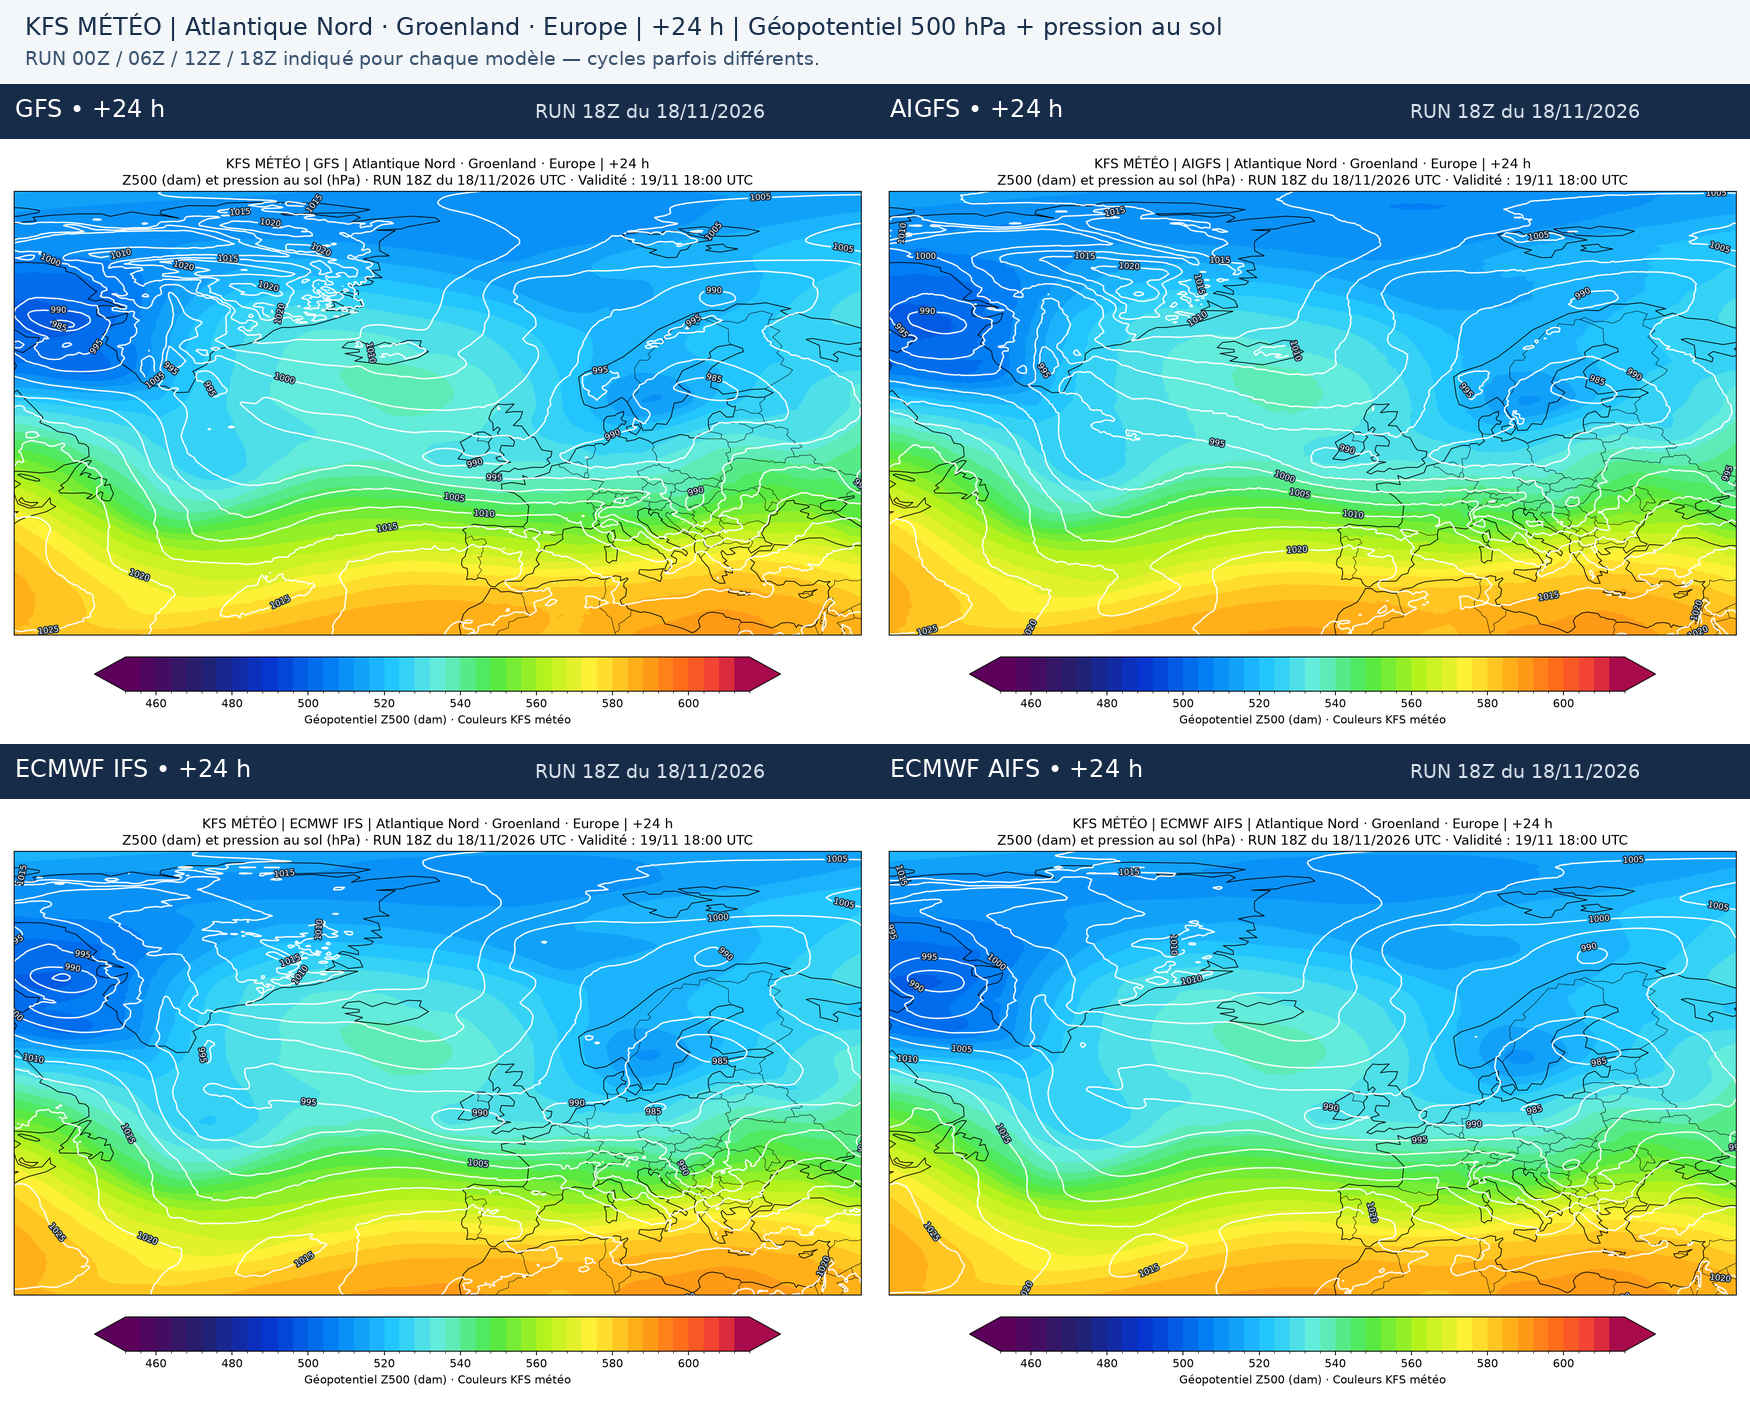 KFS MÉTÉO | Atlantique Nord · Groenland · Europe | +24 h | Géopotentiel 500 hPa + pression au sol
RUN 00Z / 06Z / 12Z / 18Z indiqué pour chaque modèle — cycles parfois différents.
GFS • +24 h
RUN 18Z du 18/11/2026
AIGFS • +24 h
RUN 18Z du 18/11/2026
KFS MÉTÉO | GFS | Atlantique Nord · Groenland · Europe | +24 h
Z500 (dam) et pression au sol (hPa) · RUN 18Z du 18/11/2026 UTC · Validité : 19/11 18:00 UTC
KFS MÉTÉO | AIGFS | Atlantique Nord · Groenland · Europe | +24 h
Z500 (dam) et pression au sol (hPa) · RUN 18Z du 18/11/2026 UTC · Validité : 19/11 18:00 UTC
460 480 500 520 540 560 580 600
Géopotentiel Z500 (dam) · Couleurs KFS météo
460 480 500 520 540 560 580 600
Géopotentiel Z500 (dam) · Couleurs KFS météo
ECMWF IFS • +24 h
RUN 18Z du 18/11/2026
ECMWF AIFS • +24 h
RUN 18Z du 18/11/2026
KFS MÉTÉO | ECMWF IFS | Atlantique Nord · Groenland · Europe | +24 h
Z500 (dam) et pression au sol (hPa) · RUN 18Z du 18/11/2026 UTC · Validité : 19/11 18:00 UTC
KFS MÉTÉO | ECMWF AIFS | Atlantique Nord · Groenland · Europe | +24 h
Z500 (dam) et pression au sol (hPa) · RUN 18Z du 18/11/2026 UTC · Validité : 19/11 18:00 UTC
460 480 500 520 540 560 580 600
Géopotentiel Z500 (dam) · Couleurs KFS météo
460 480 500 520 540 560 580 600
Géopotentiel Z500 (dam) · Couleurs KFS météo